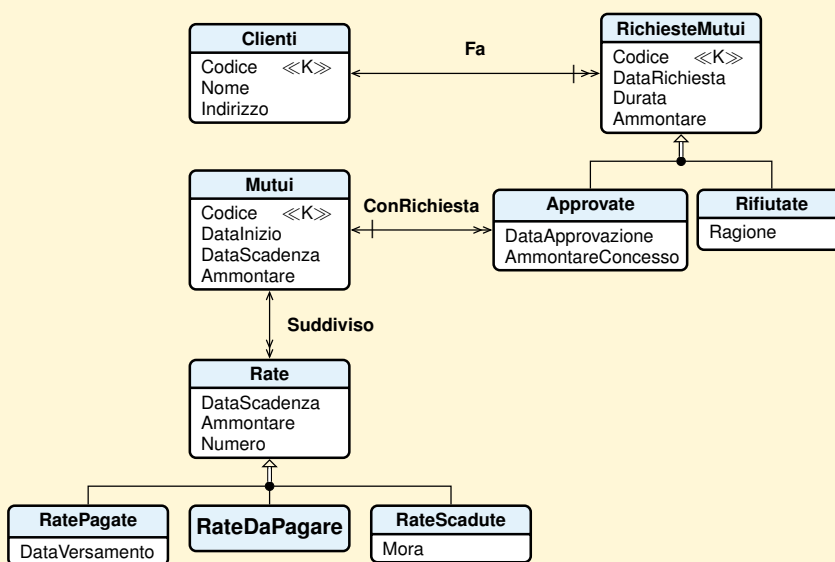 Clienti
Codice ≪K≫
Nome
Indirizzo
Fa
RichiesteMutui
Codice ≪K≫
DataRichiesta
Durata
Ammontare
Mutui
Codice ≪K≫
DataInizio
DataScadenza
Ammontare
ConRichiesta
Approvate
DataApprovazione
AmmontareConcesso
Rifiutate
Ragione
Suddiviso
Rate
DataScadenza
Ammontare
Numero
RatePagate
DataVersamento
RateDaPagare
RateScadute
Mora